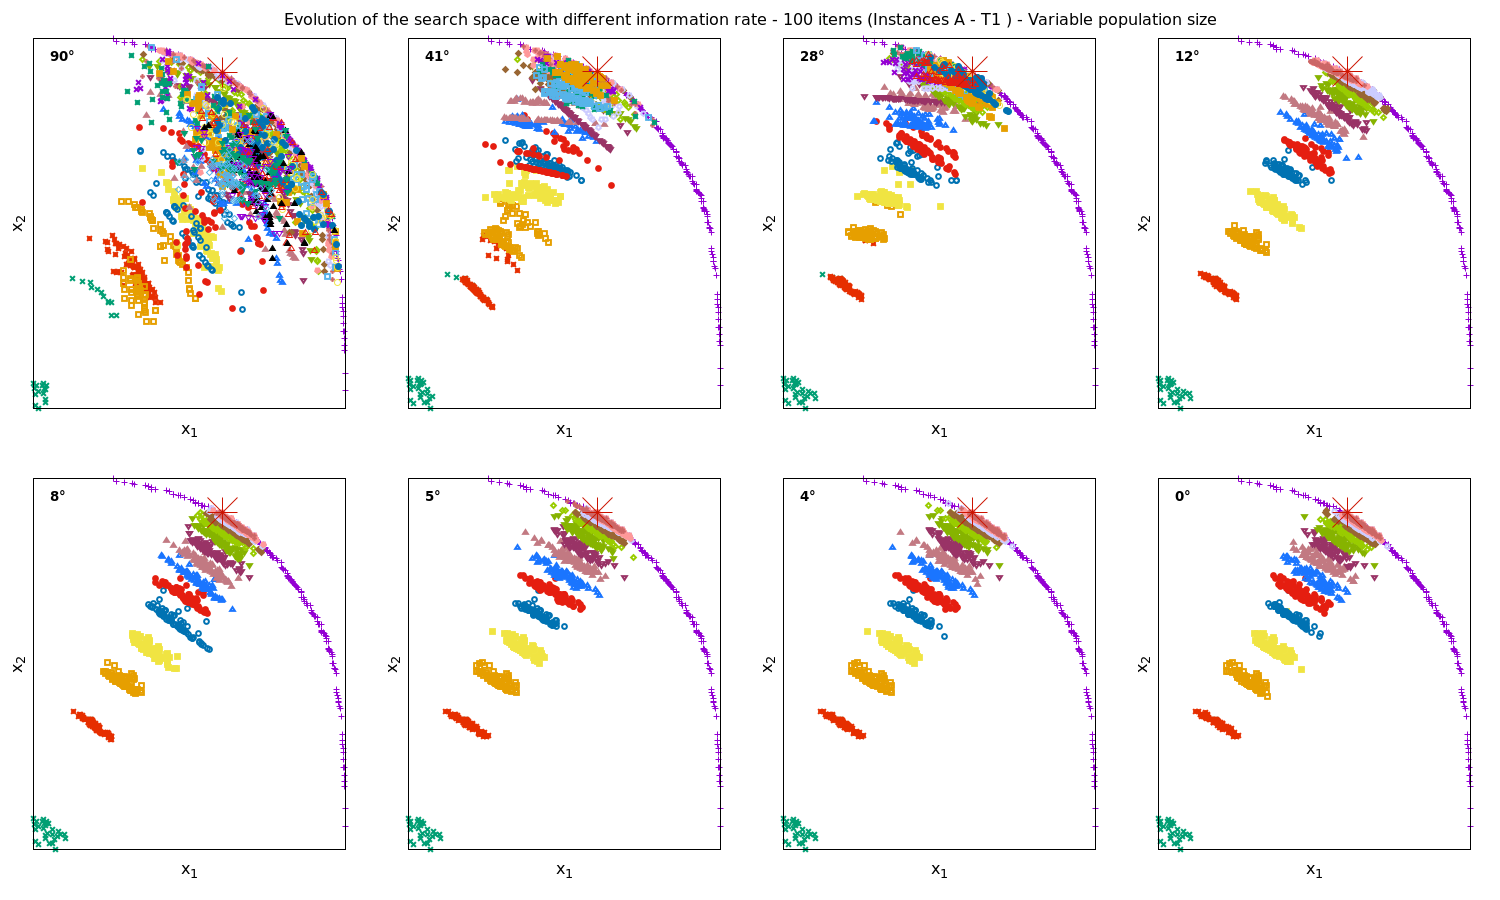 Evolution of the search space with different information rate - 100 items (Instances A - T1 ) - Variable population size
90° 41° 28° 12°
x2 x2 x2 x2
x1 x1 x1 x1
8° 5° 4° 0°
x2 x2 x2 x2
x1 x1 x1 x1